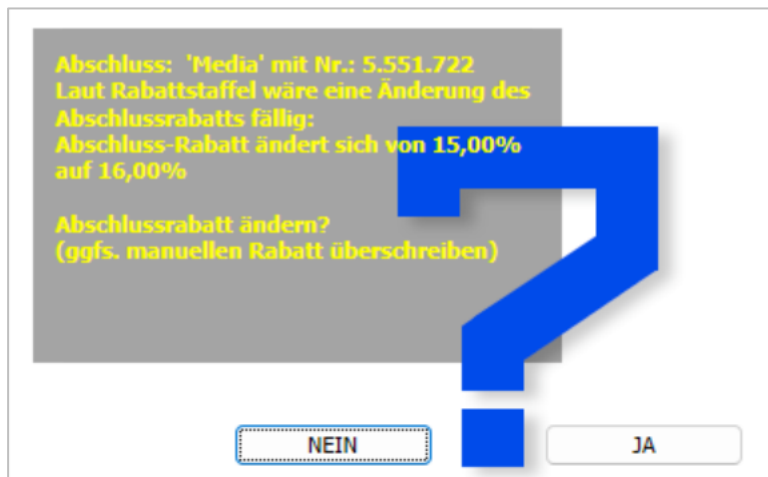 Abschluss:  'Media' mit Nr.: 5.551.722
Laut Rabattstaffel wäre eine Änderung des
Abschlussrabatts fällig:
Abschluss-Rabatt ändert sich von 15,00%
auf 16,00%
Abschlussrabatt ändern?
(ggfs. manuellen Rabatt überschreiben)
NEIN
JA